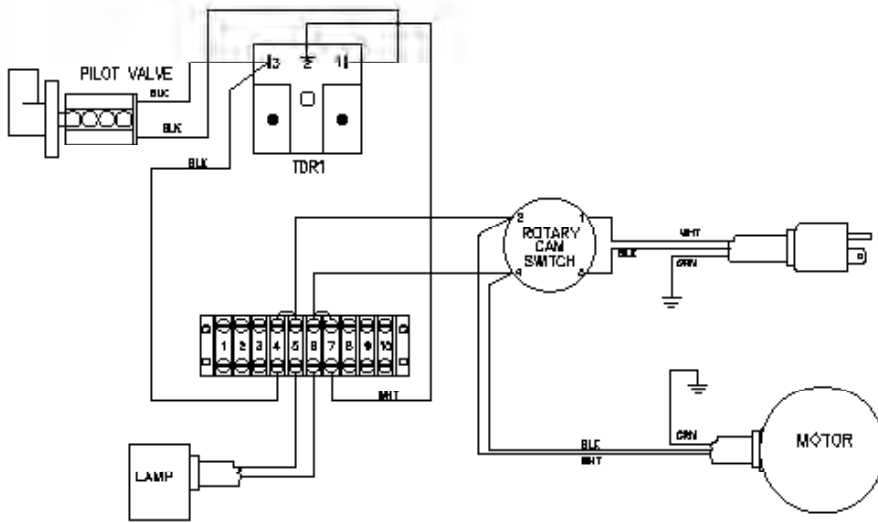 PILOT VALVE
BLK
BLK
3 2 1
BLK
TDR1
2 1
ROTARY
CAM
SWITCH
4 3
WHT
BLK
GRN
1 2 3 4 5 6 7 8 9 10
WHT
LAMP
GRN
BLK
WHT
MOTOR